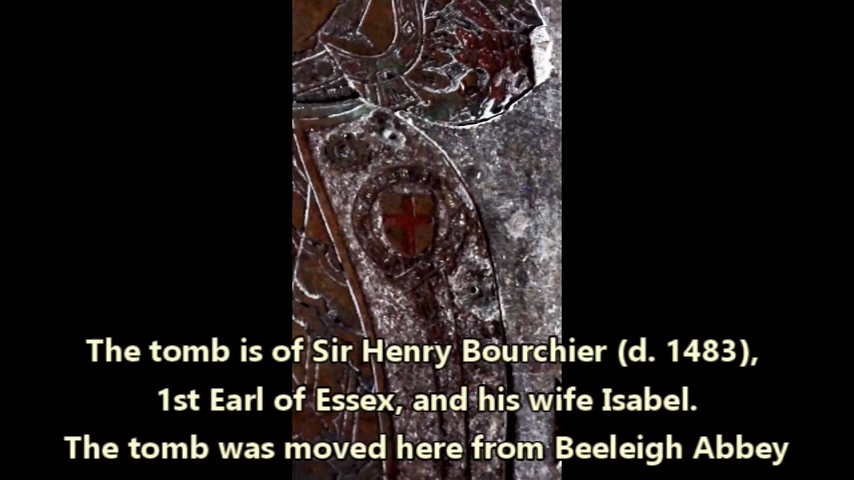 The tomb is of Sir Henry Bourchier (d. 1483),
1st Earl of Essex, and his wife Isabel.
The tomb was moved here from Beeleigh Abbey